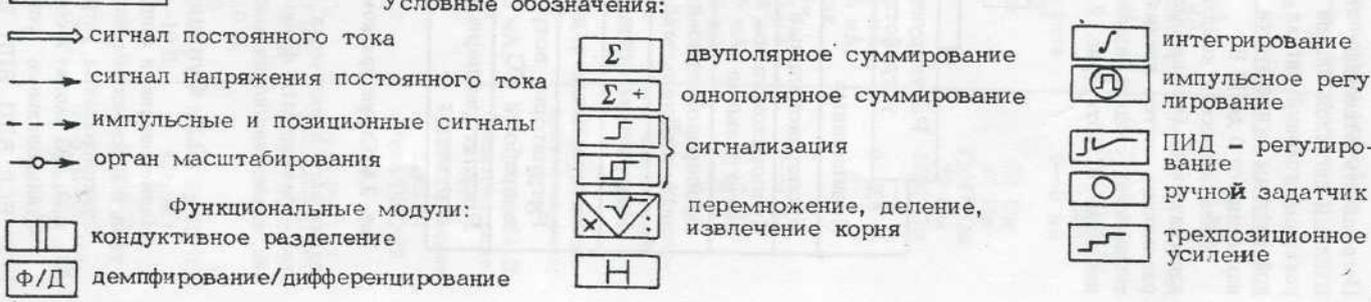 Условные обозначения:
сигнал постоянного тока
сигнал напряжения постоянного тока
импульсные и позиционные сигналы
орган масштабирования
Функциональные модули:
кондуктивное разделение
Ф/Д демпфирование/дифференцирование
Σ двуполярное суммирование
Σ + однополярное суммирование
сигнализация
× √ : перемножение, деление,
извлечение корня
Н
∫ интегрирование
импульсное регу
лирование
ПИД – регулиро-
вание
ручной задатчик
трехпозиционное
усиление